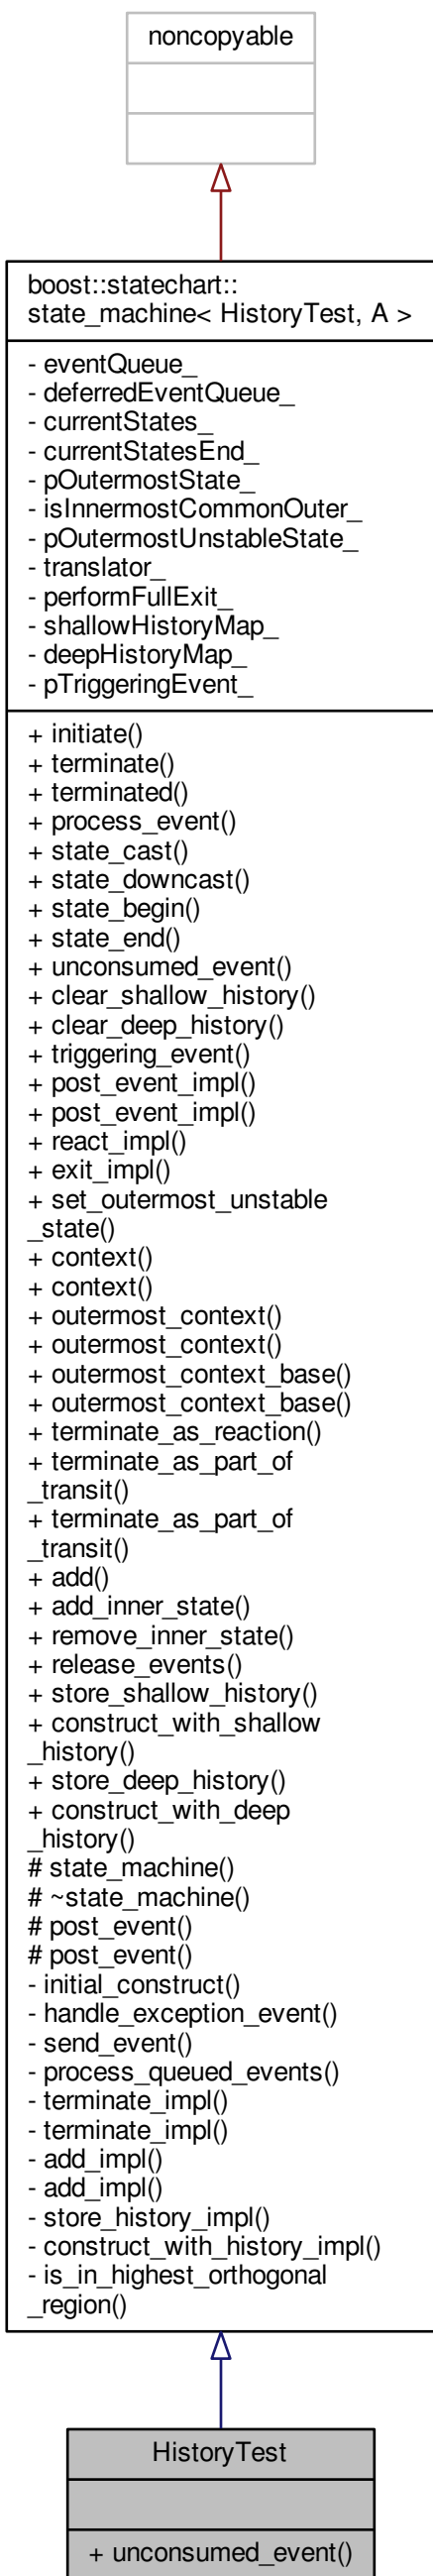 noncopyable
boost::statechart::
state_machine< HistoryTest, A >
- eventQueue_
- deferredEventQueue_
- currentStates_
- currentStatesEnd_
- pOutermostState_
- isInnermostCommonOuter_
- pOutermostUnstableState_
- translator_
- performFullExit_
- shallowHistoryMap_
- deepHistoryMap_
- pTriggeringEvent_
+ initiate()
+ terminate()
+ terminated()
+ process_event()
+ state_cast()
+ state_downcast()
+ state_begin()
+ state_end()
+ unconsumed_event()
+ clear_shallow_history()
+ clear_deep_history()
+ triggering_event()
+ post_event_impl()
+ post_event_impl()
+ react_impl()
+ exit_impl()
+ set_outermost_unstable
_state()
+ context()
+ context()
+ outermost_context()
+ outermost_context()
+ outermost_context_base()
+ outermost_context_base()
+ terminate_as_reaction()
+ terminate_as_part_of
_transit()
+ terminate_as_part_of
_transit()
+ add()
+ add_inner_state()
+ remove_inner_state()
+ release_events()
+ store_shallow_history()
+ construct_with_shallow
_history()
+ store_deep_history()
+ construct_with_deep
_history()
# state_machine()
# ~state_machine()
# post_event()
# post_event()
- initial_construct()
- handle_exception_event()
- send_event()
- process_queued_events()
- terminate_impl()
- terminate_impl()
- add_impl()
- add_impl()
- store_history_impl()
- construct_with_history_impl()
- is_in_highest_orthogonal
_region()
HistoryTest
+ unconsumed_event()